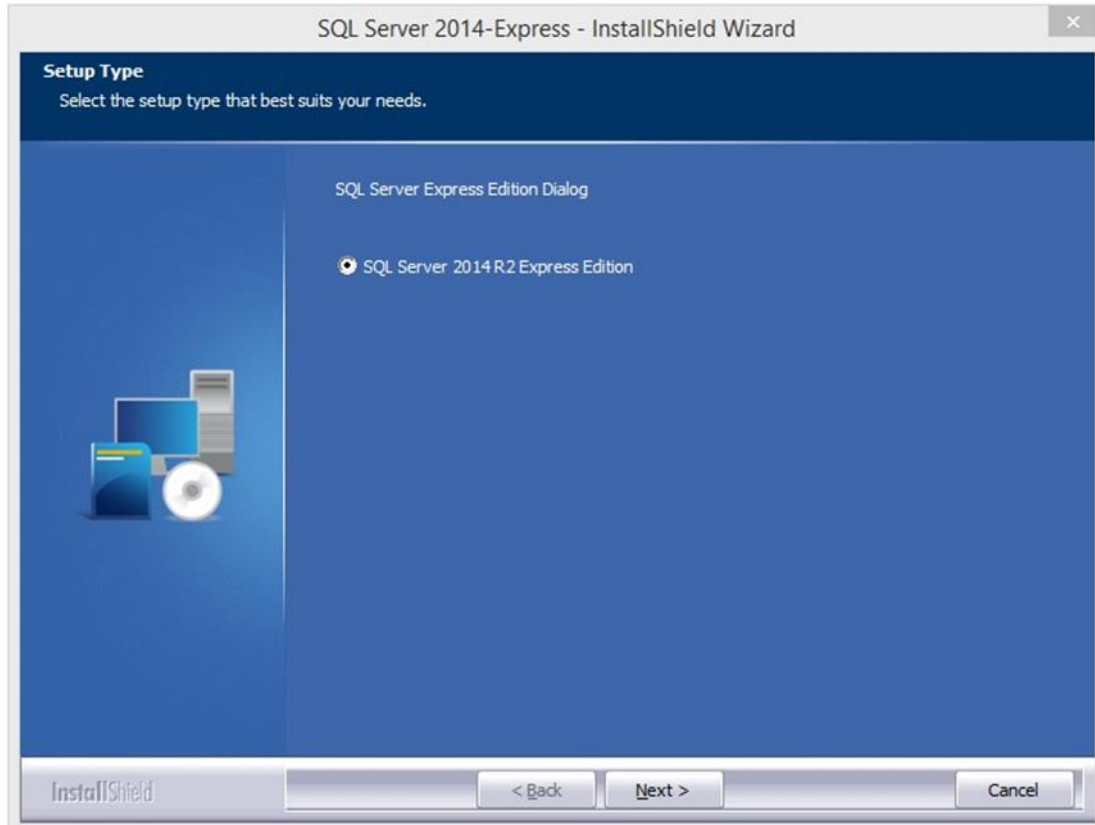 SQL Server 2014-Express - InstallShield Wizard
Setup Type
Select the setup type that best suits your needs.
SQL Server Express Edition Dialog
SQL Server 2014 R2 Express Edition
InstallShield
< Back
Next >
Cancel